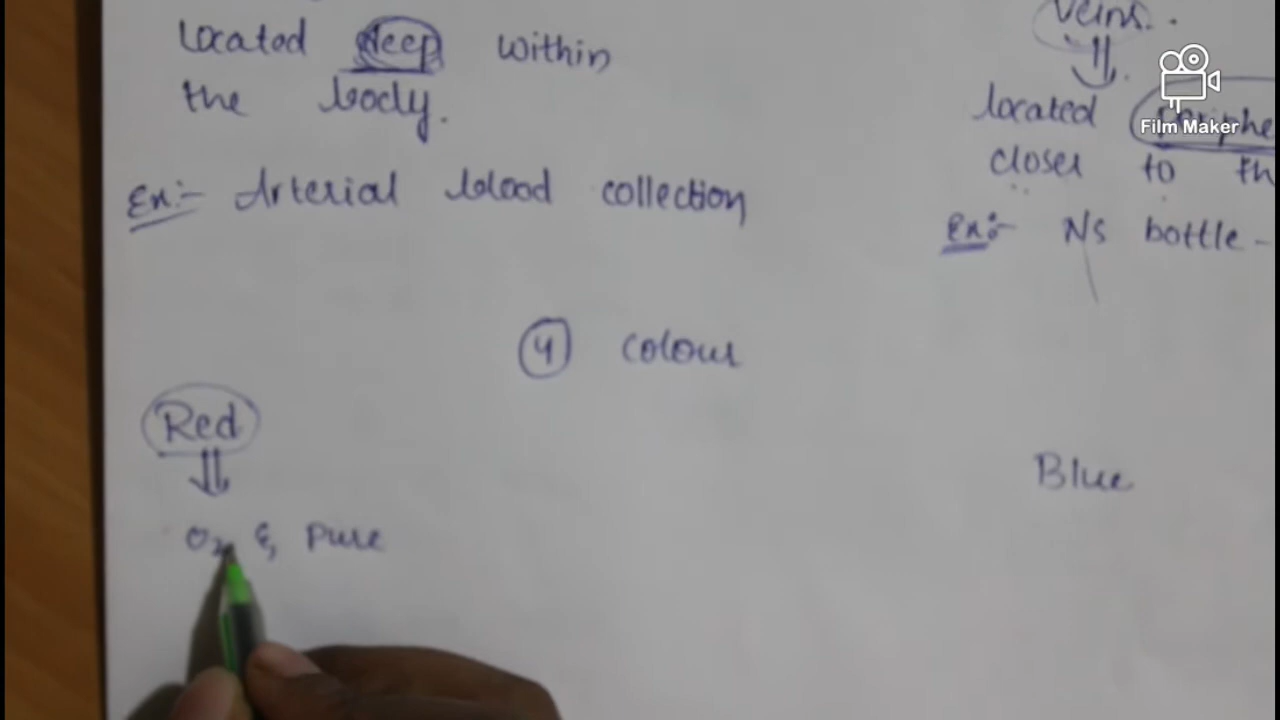 located deep within
the body.
Ex:- Arterial blood collection
Veins.
located
closer to
Ex:- Ns bottle -
Film Maker
4 colour
Red
O2 & Pure
Blue